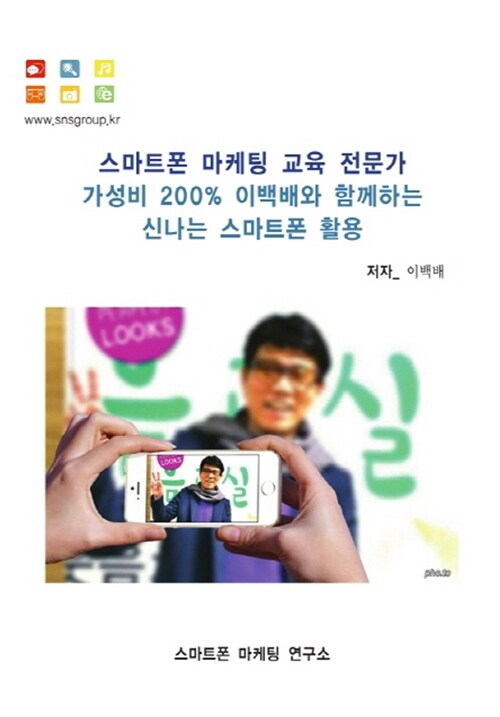 www.snsgroup.kr
스마트폰 마케팅 교육 전문가
가성비 200% 이백배와 함께하는
신나는 스마트폰 활용
저자_ 이백배
LOOKS
실
LOOKS
실
pho.to
스마트폰 마케팅 연구소